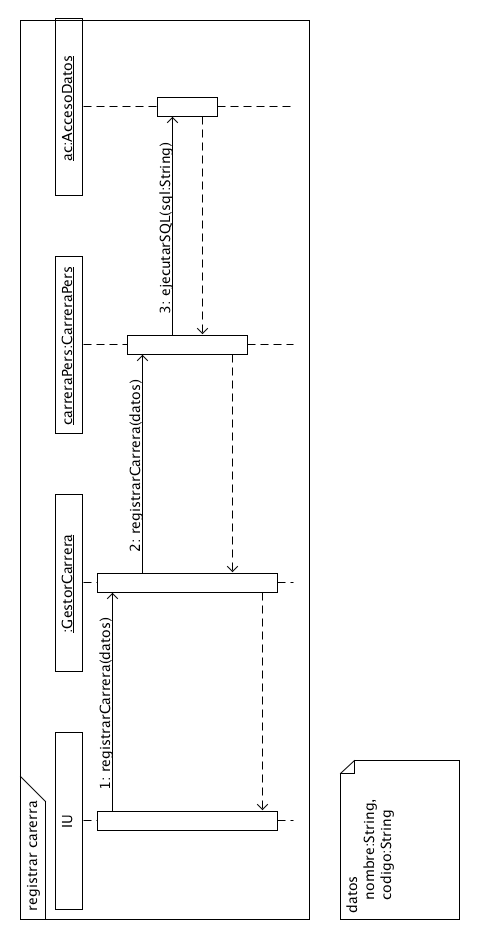 registrar carerra
IU
:GestorCarrera
carreraPers:CarreraPers
ac:AccesoDatos
1: registrarCarrera(datos)
2: registrarCarrera(datos)
3: ejecutarSQL(sql:String)
datos
nombre:String,
codigo:String